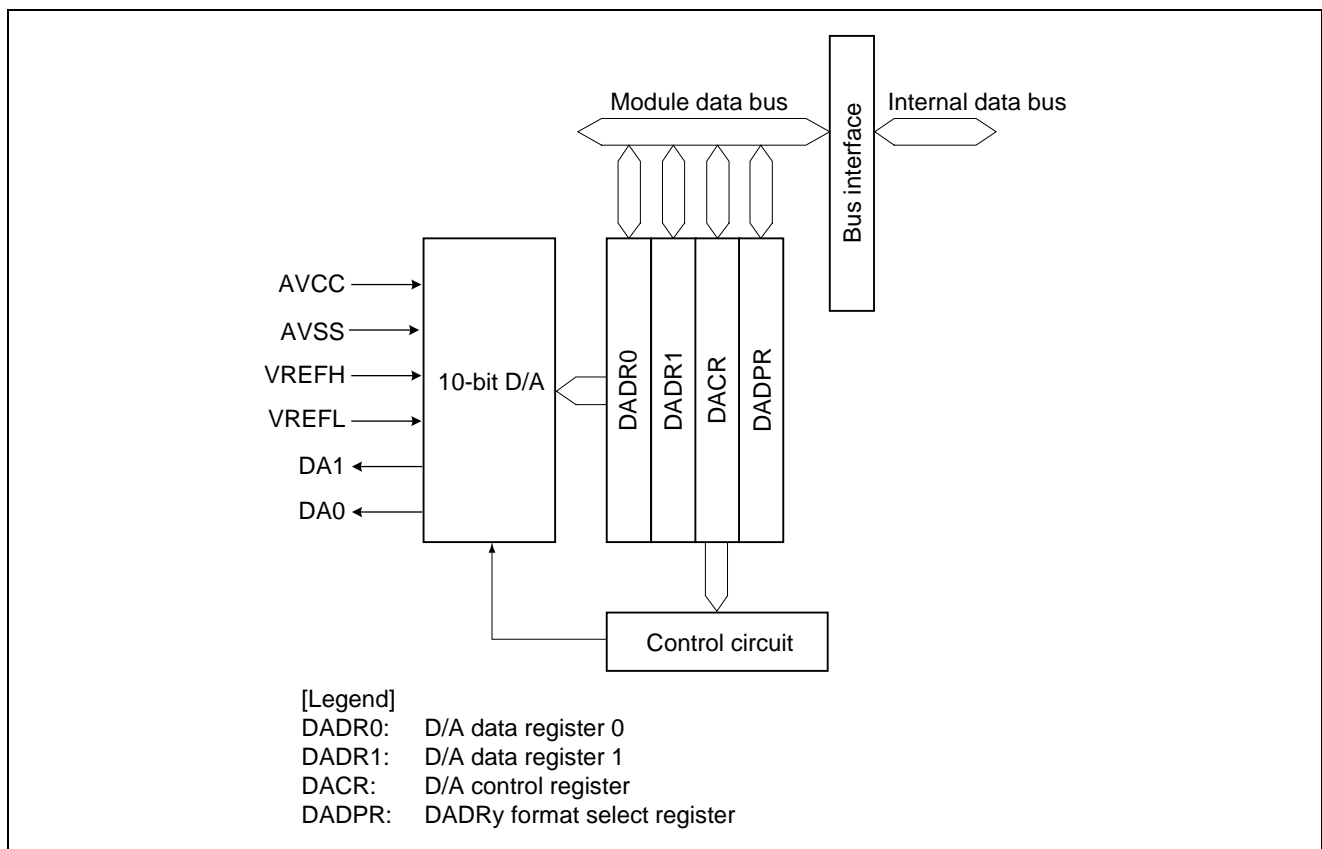 Module data bus
Internal data bus
Bus interface
AVCC
AVSS
VREFH
VREFL
DA1
DA0
10-bit D/A
DADR0
DADR1
DACR
DADPR
Control circuit
[Legend]
DADR0: D/A data register 0
DADR1: D/A data register 1
DACR: D/A control register
DADPR: DADRy format select register